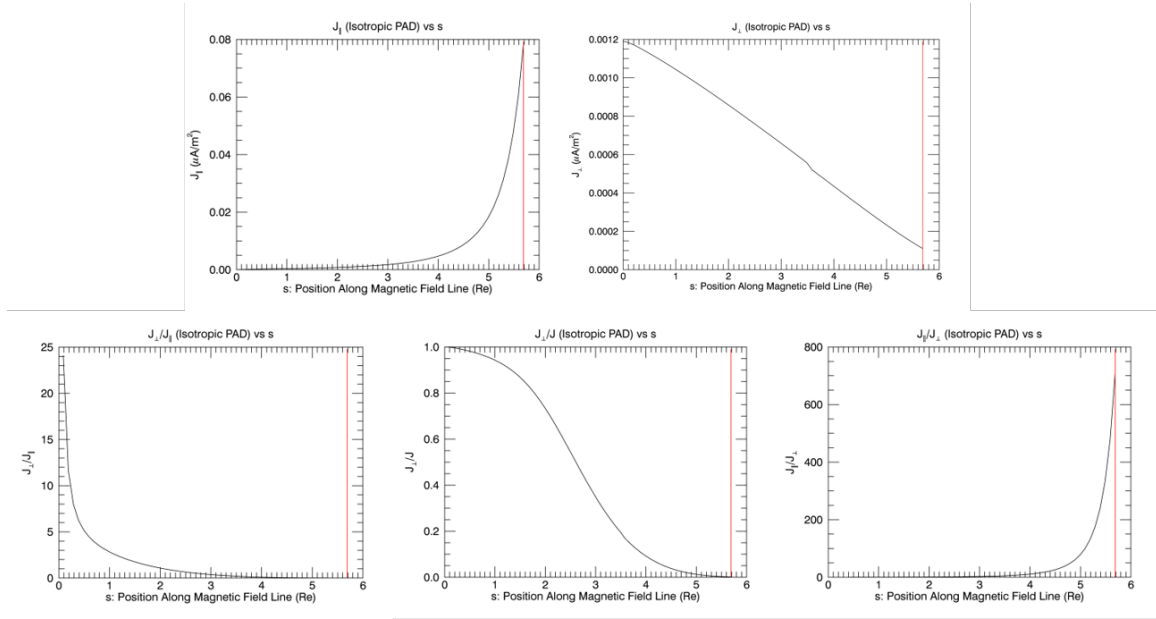 J∥ (Isotropic PAD) vs s
0.08
0.06
0.04
0.02
0.00
J∥ (μA/m²)
0 1 2 3 4 5 6
s: Position Along Magnetic Field Line (Re)
J⊥ (Isotropic PAD) vs s
0.0012
0.0010
0.0008
0.0006
0.0004
0.0002
0.0000
J⊥ (μA/m²)
0 1 2 3 4 5 6
s: Position Along Magnetic Field Line (Re)
J⊥/J∥ (Isotropic PAD) vs s
25
20
15
10
5
0
J⊥/J∥
0 1 2 3 4 5 6
s: Position Along Magnetic Field Line (Re)
J⊥/J (Isotropic PAD) vs s
1.0
0.8
0.6
0.4
0.2
0.0
J⊥/J
0 1 2 3 4 5 6
s: Position Along Magnetic Field Line (Re)
J∥/J⊥ (Isotropic PAD) vs s
800
600
400
200
0
J∥/J⊥
0 1 2 3 4 5 6
s: Position Along Magnetic Field Line (Re)